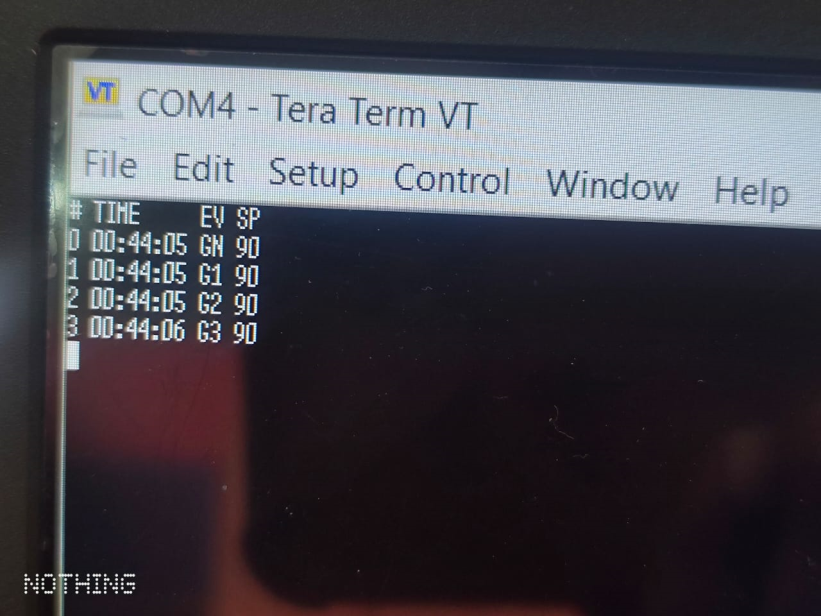 VT COM4 - Tera Term VT
File Edit Setup Control Window Help
# TIME EV SP
0 00:44:05 GN 90
1 00:44:05 G1 90
2 00:44:05 G2 90
3 00:44:06 G3 90
NOTHING